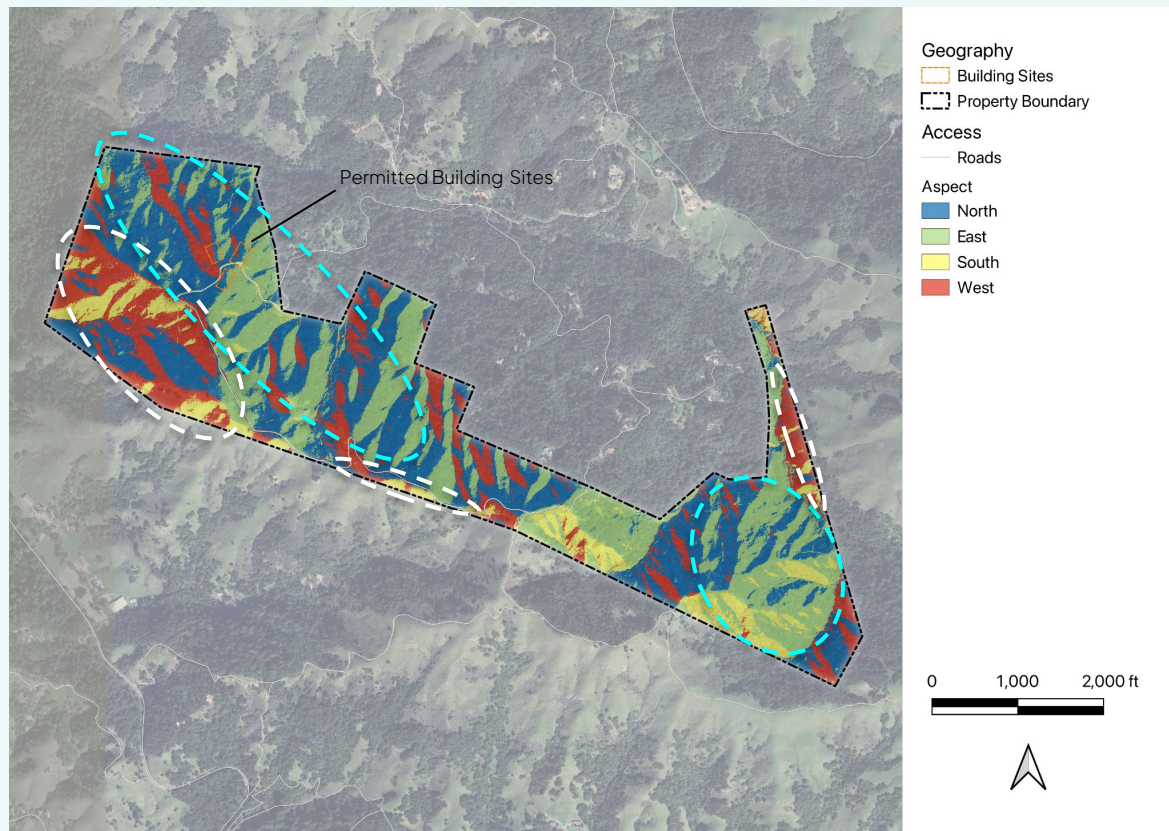 Permitted Building Sites
Geography
Building Sites
Property Boundary
Access
Roads
Aspect
North
East
South
West
0 1,000 2,000 ft